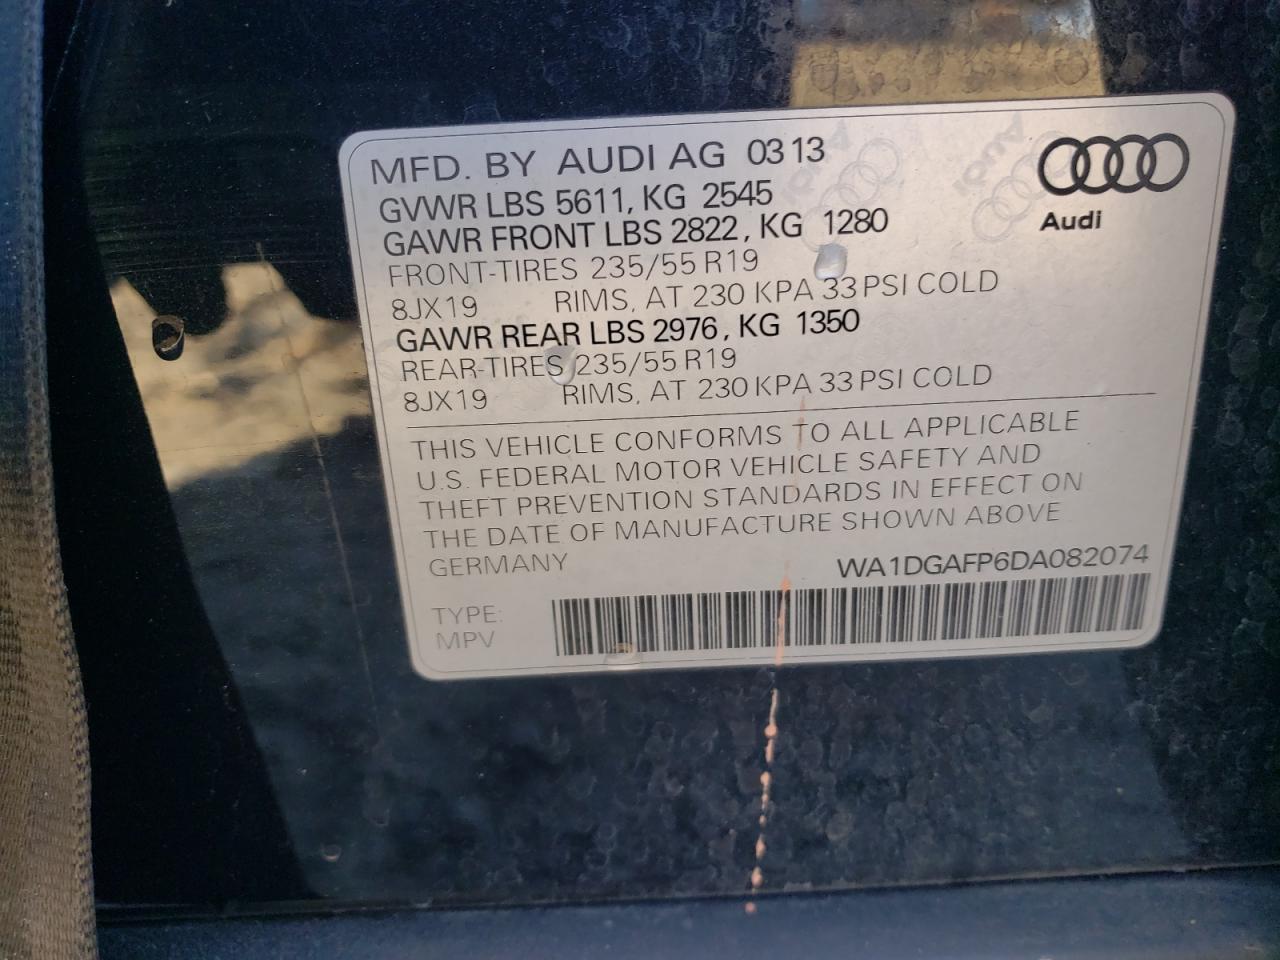 MFD. BY AUDI AG 03 13
GVWR LBS 5611, KG 2545
GAWR FRONT LBS 2822, KG 1280
FRONT-TIRES 235/55 R19
8JX19 RIMS, AT 230 KPA 33 PSI COLD
GAWR REAR LBS 2976, KG 1350
REAR-TIRES 235/55 R19
8JX19 RIMS, AT 230 KPA 33 PSI COLD
Audi
THIS VEHICLE CONFORMS TO ALL APPLICABLE
U.S. FEDERAL MOTOR VEHICLE SAFETY AND
THEFT PREVENTION STANDARDS IN EFFECT ON
THE DATE OF MANUFACTURE SHOWN ABOVE
GERMANY WA1DGAFP6DA082074
TYPE:
MPV